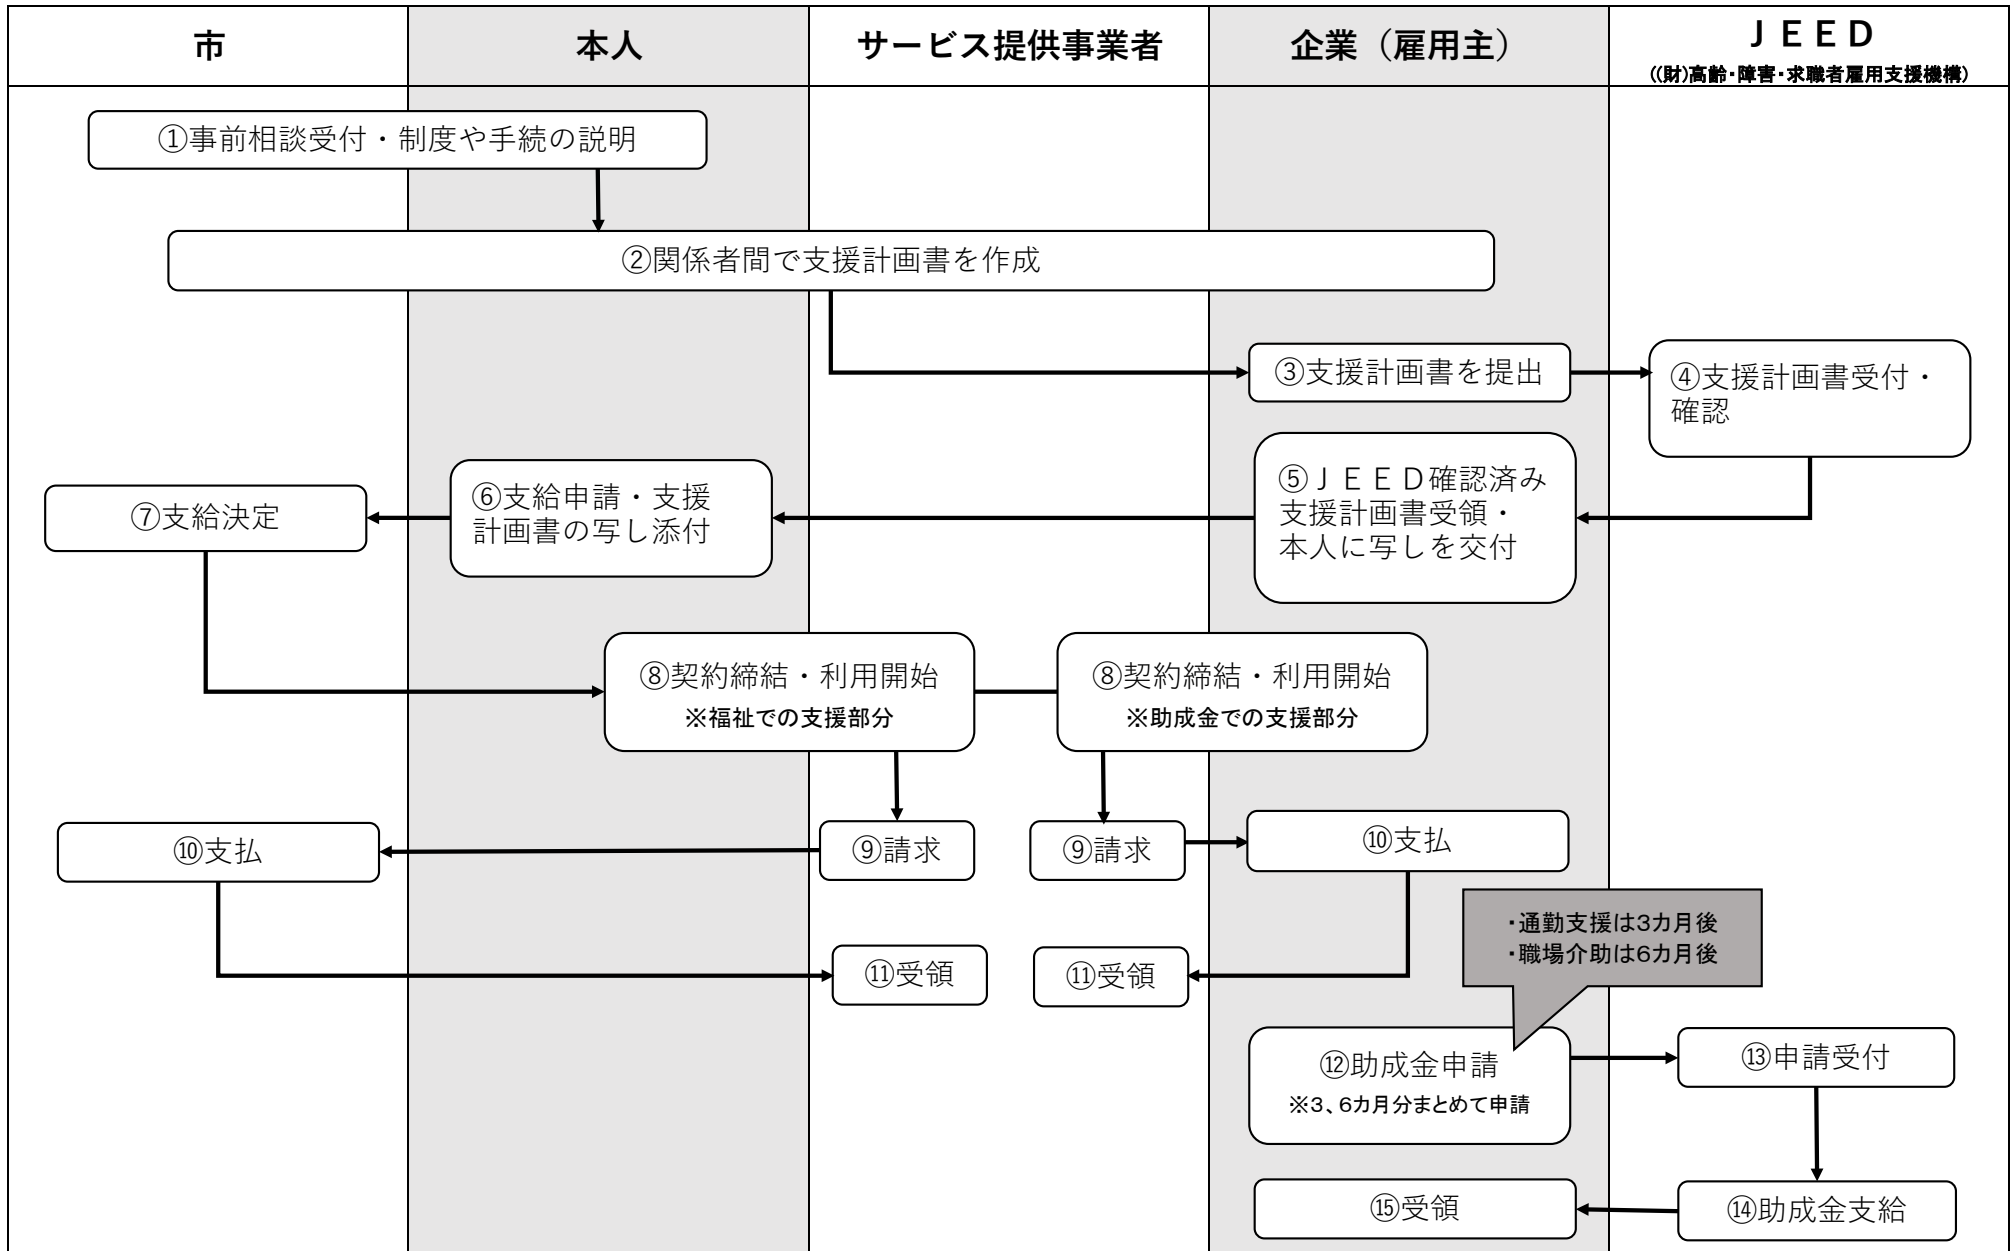 市
本人
サービス提供事業者
企業（雇用主）
ＪＥＥＤ
((財)高齢・障害・求職者雇用支援機構)
①事前相談受付・制度や手続の説明
②関係者間で支援計画書を作成
③支援計画書を提出
④支援計画書受付・
確認
⑤ＪＥＥＤ確認済み
支援計画書受領・
本人に写しを交付
⑥支給申請・支援
計画書の写し添付
⑦支給決定
⑧契約締結・利用開始
※福祉での支援部分
⑧契約締結・利用開始
※助成金での支援部分
⑨請求
⑨請求
⑩支払
⑩支払
・通勤支援は3カ月後
・職場介助は6カ月後
⑪受領
⑪受領
⑫助成金申請
※3、6カ月分まとめて申請
⑬申請受付
⑭助成金支給
⑮受領